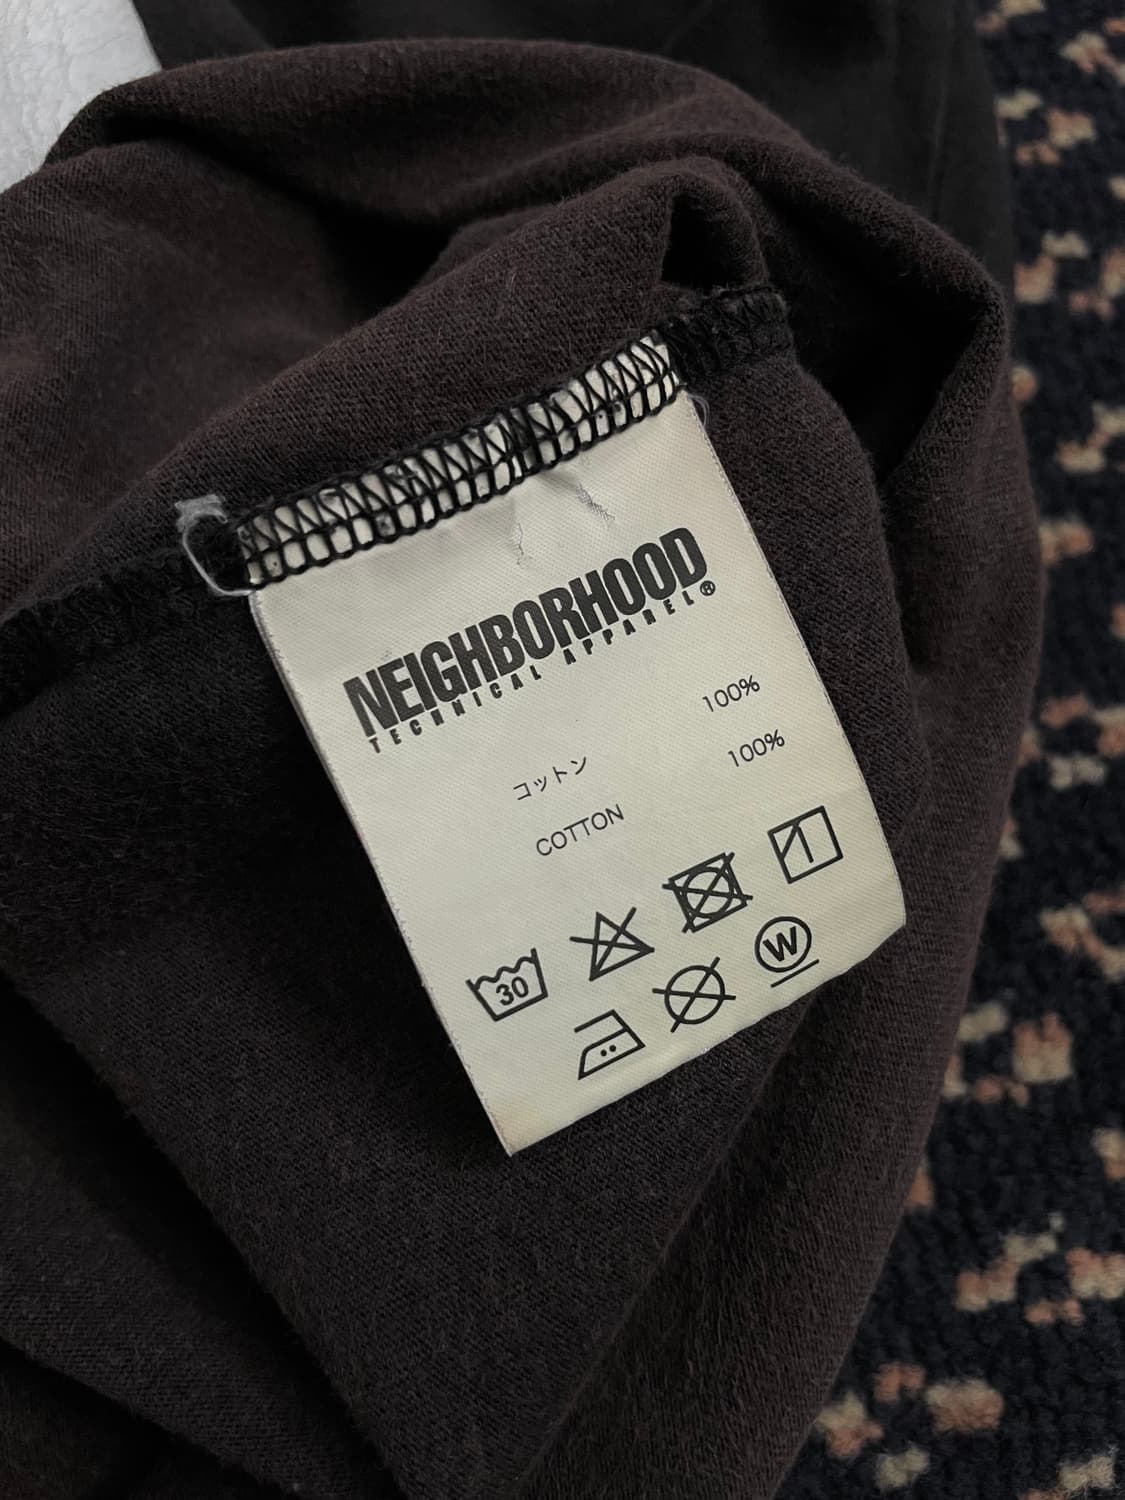 NEIGHBORHOOD®
TECHNICAL APPAREL
コットン 100%
COTTON 100%
30
W